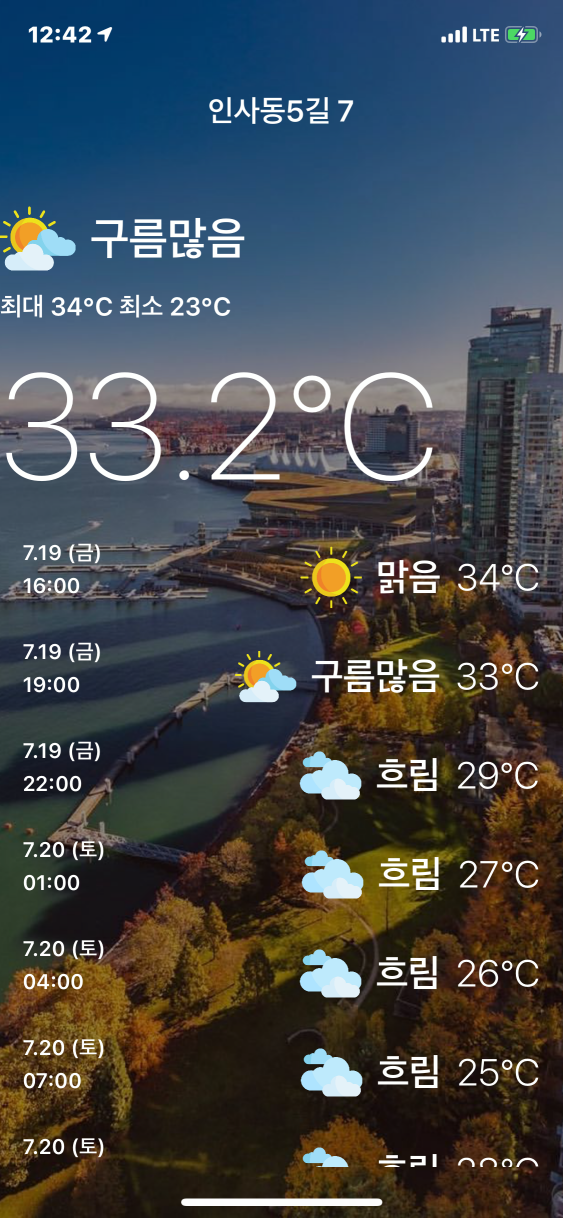 12:42
LTE
인사동5길 7
구름많음
최대 34°C 최소 23°C
33.2°C
7.19 (금)
16:00
맑음 34°C
7.19 (금)
19:00
구름많음 33°C
7.19 (금)
22:00
흐림 29°C
7.20 (토)
01:00
흐림 27°C
7.20 (토)
04:00
흐림 26°C
7.20 (토)
07:00
흐림 25°C
7.20 (토)